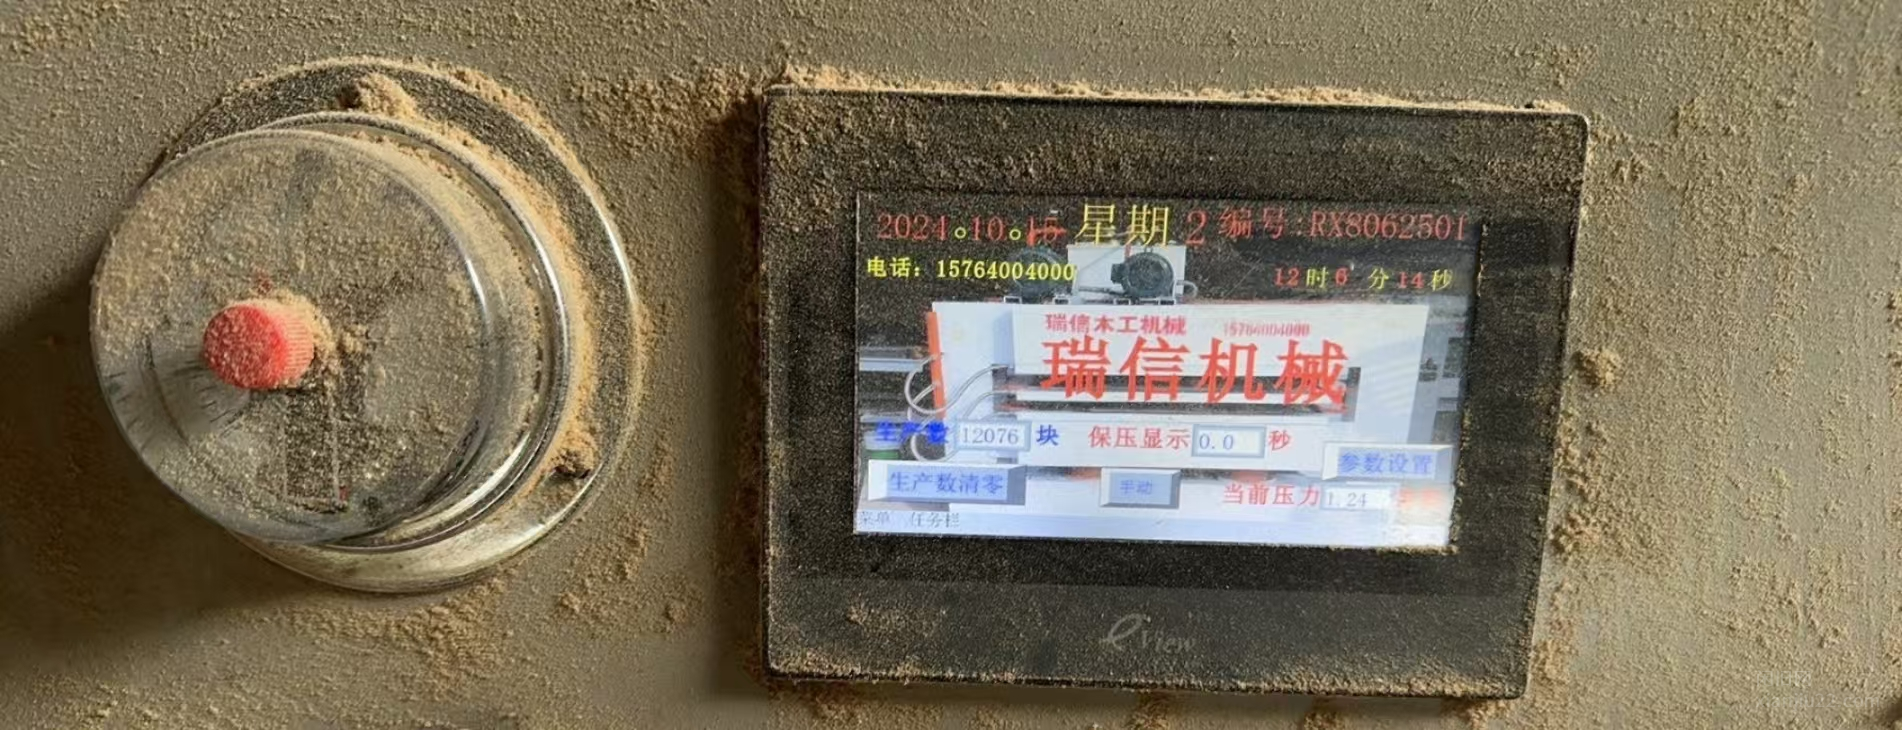 2024。10。15 星期 2 编号:RX8062501
电话：15764004000
12时6 分14秒
瑞信木工机械 15764004000
瑞信机械
生产数 12076 块 保压显示 0.0 秒
参数设置
生产数清零 手动 当前压力 1.24
菜单 任务栏
eView